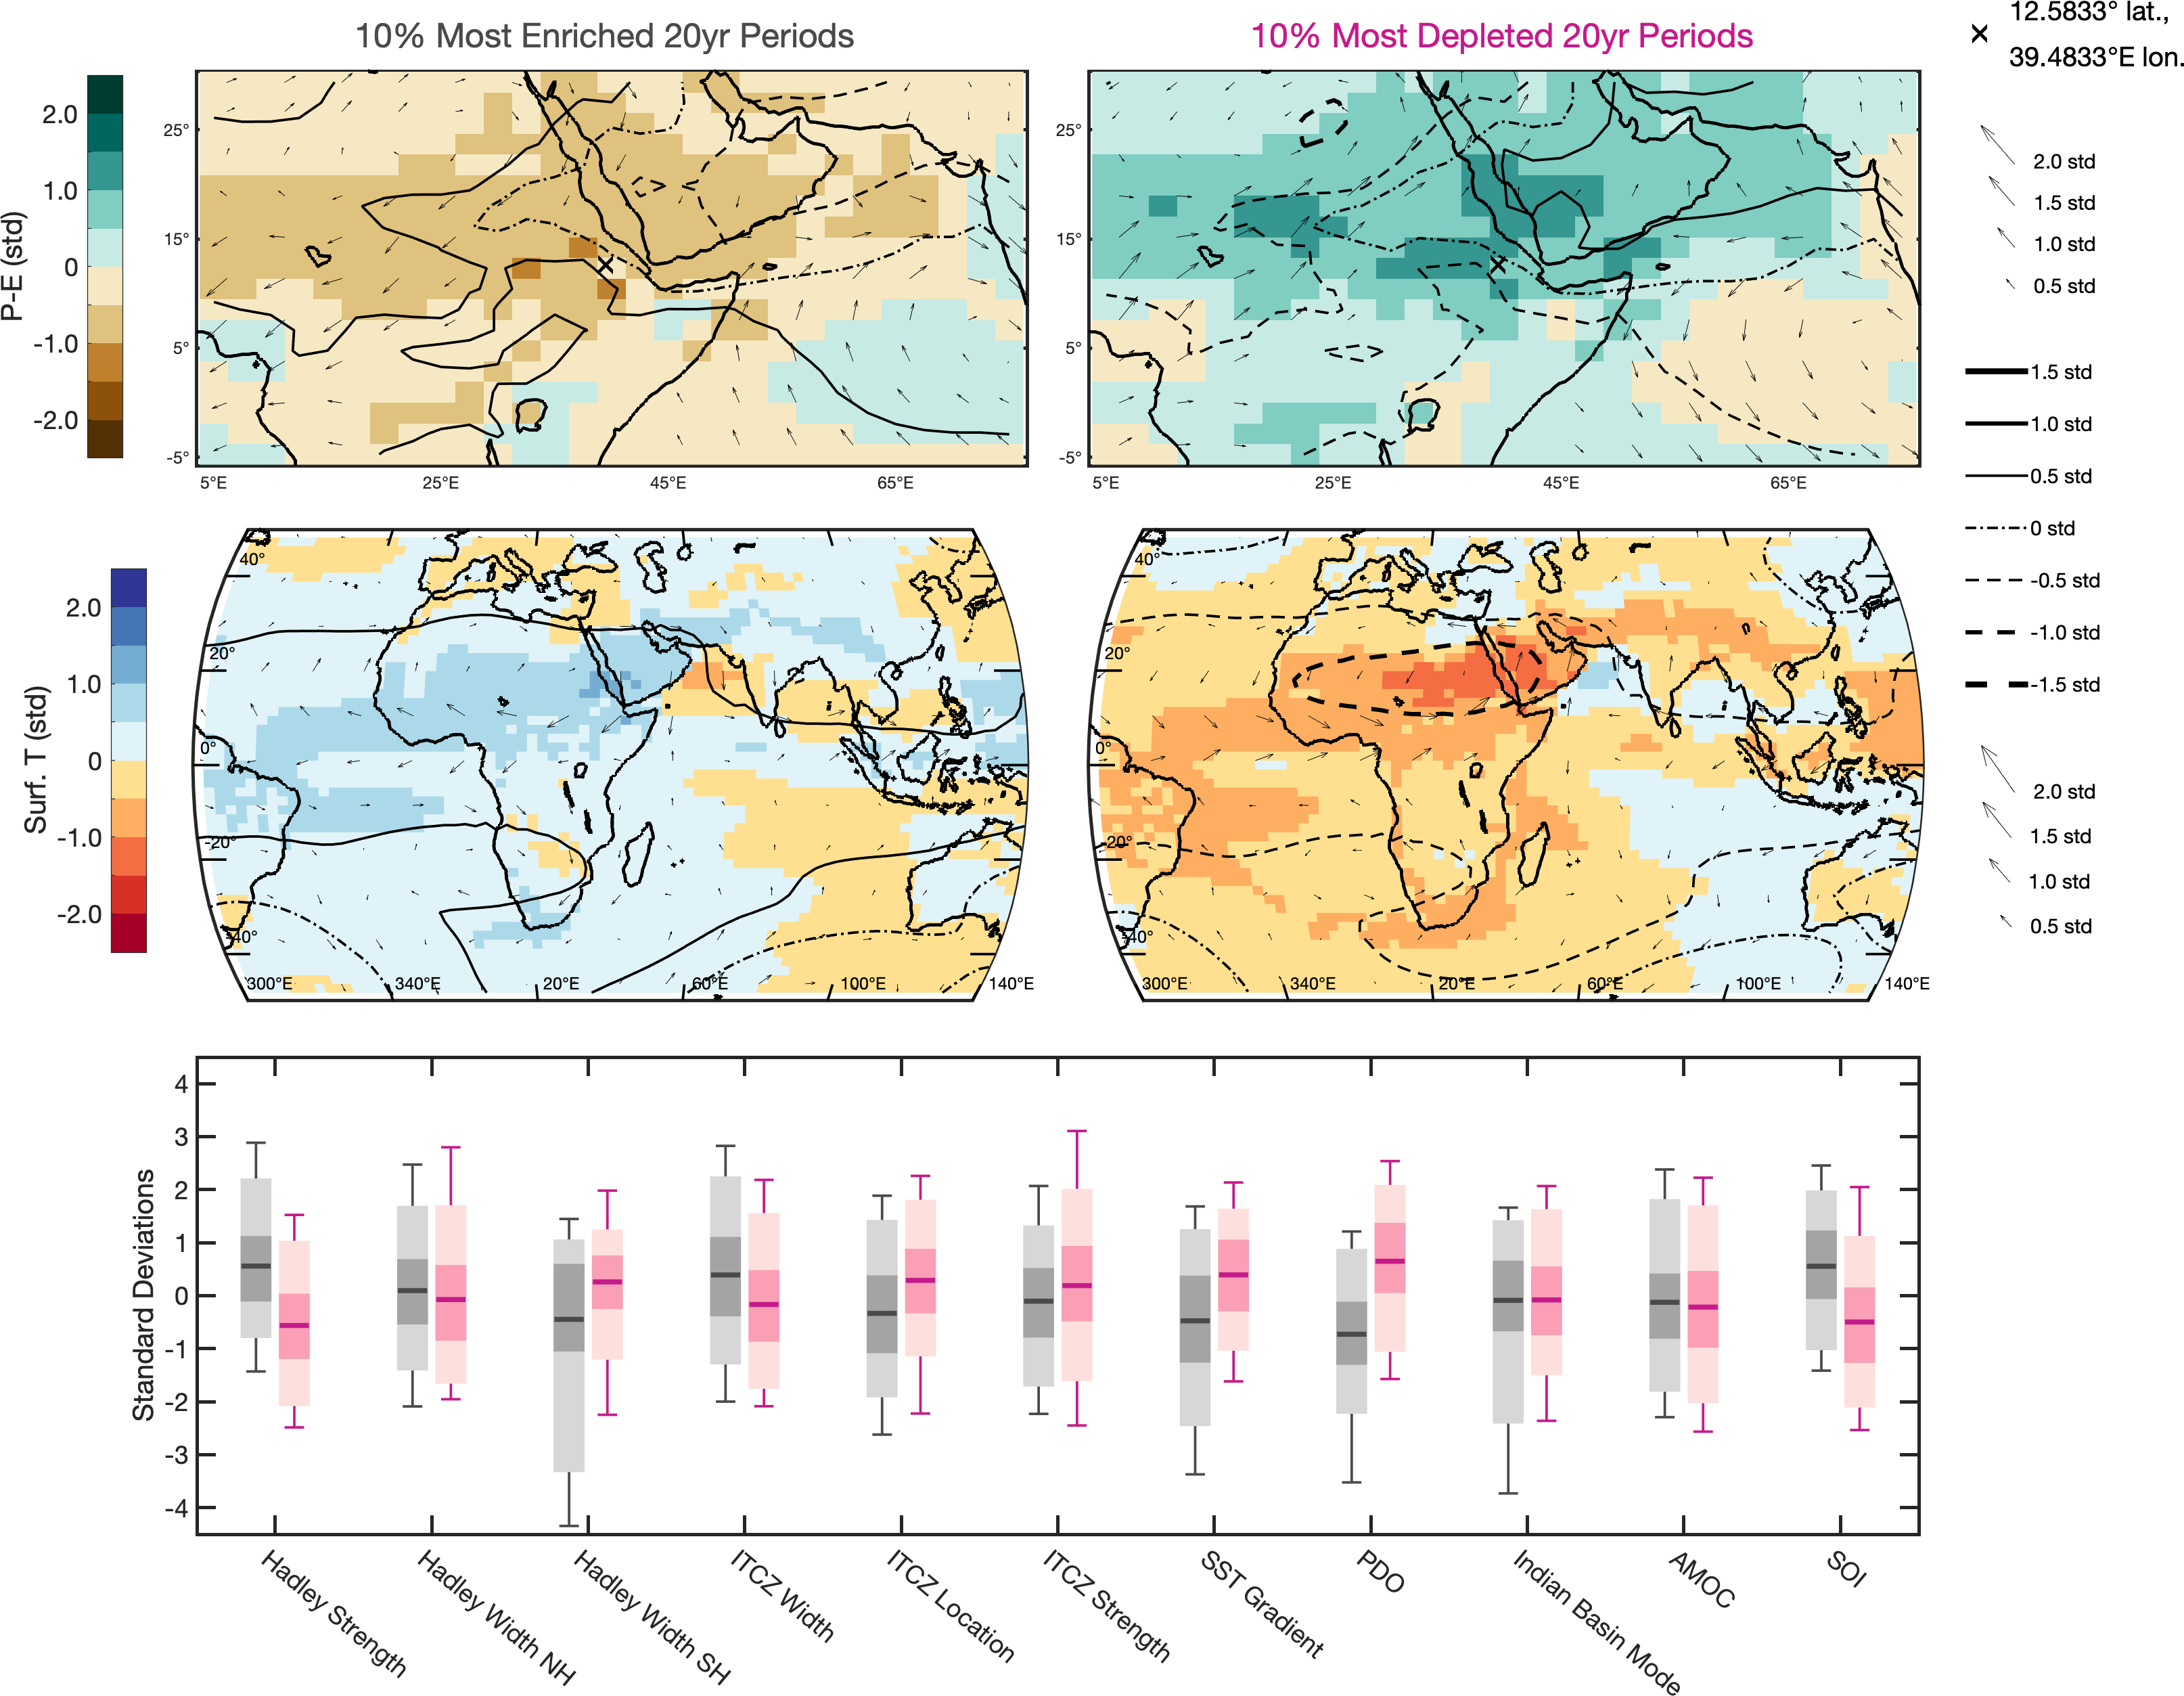 10% Most Enriched 20yr Periods
10% Most Depleted 20yr Periods
12.5833° lat.,
39.4833°E lon.
P-E (std)
2.0
1.0
0
-1.0
-2.0
25°
15°
5°
-5°
5°E
25°E
45°E
65°E
25°
15°
5°
-5°
5°E
25°E
45°E
65°E
2.0 std
1.5 std
1.0 std
0.5 std
1.5 std
1.0 std
0.5 std
0 std
-0.5 std
-1.0 std
-1.5 std
Surf. T (std)
2.0
1.0
0
-1.0
-2.0
40°
20°
0°
-20°
-40°
300°E
340°E
20°E
60°E
100°E
140°E
40°
20°
0°
-20°
-40°
300°E
340°E
20°E
60°E
100°E
140°E
2.0 std
1.5 std
1.0 std
0.5 std
Standard Deviations
4
3
2
1
0
-1
-2
-3
-4
Hadley Strength
Hadley Width NH
Hadley Width SH
ITCZ Width
ITCZ Location
ITCZ Strength
SST Gradient
PDO
Indian Basin Mode
AMOC
SOI